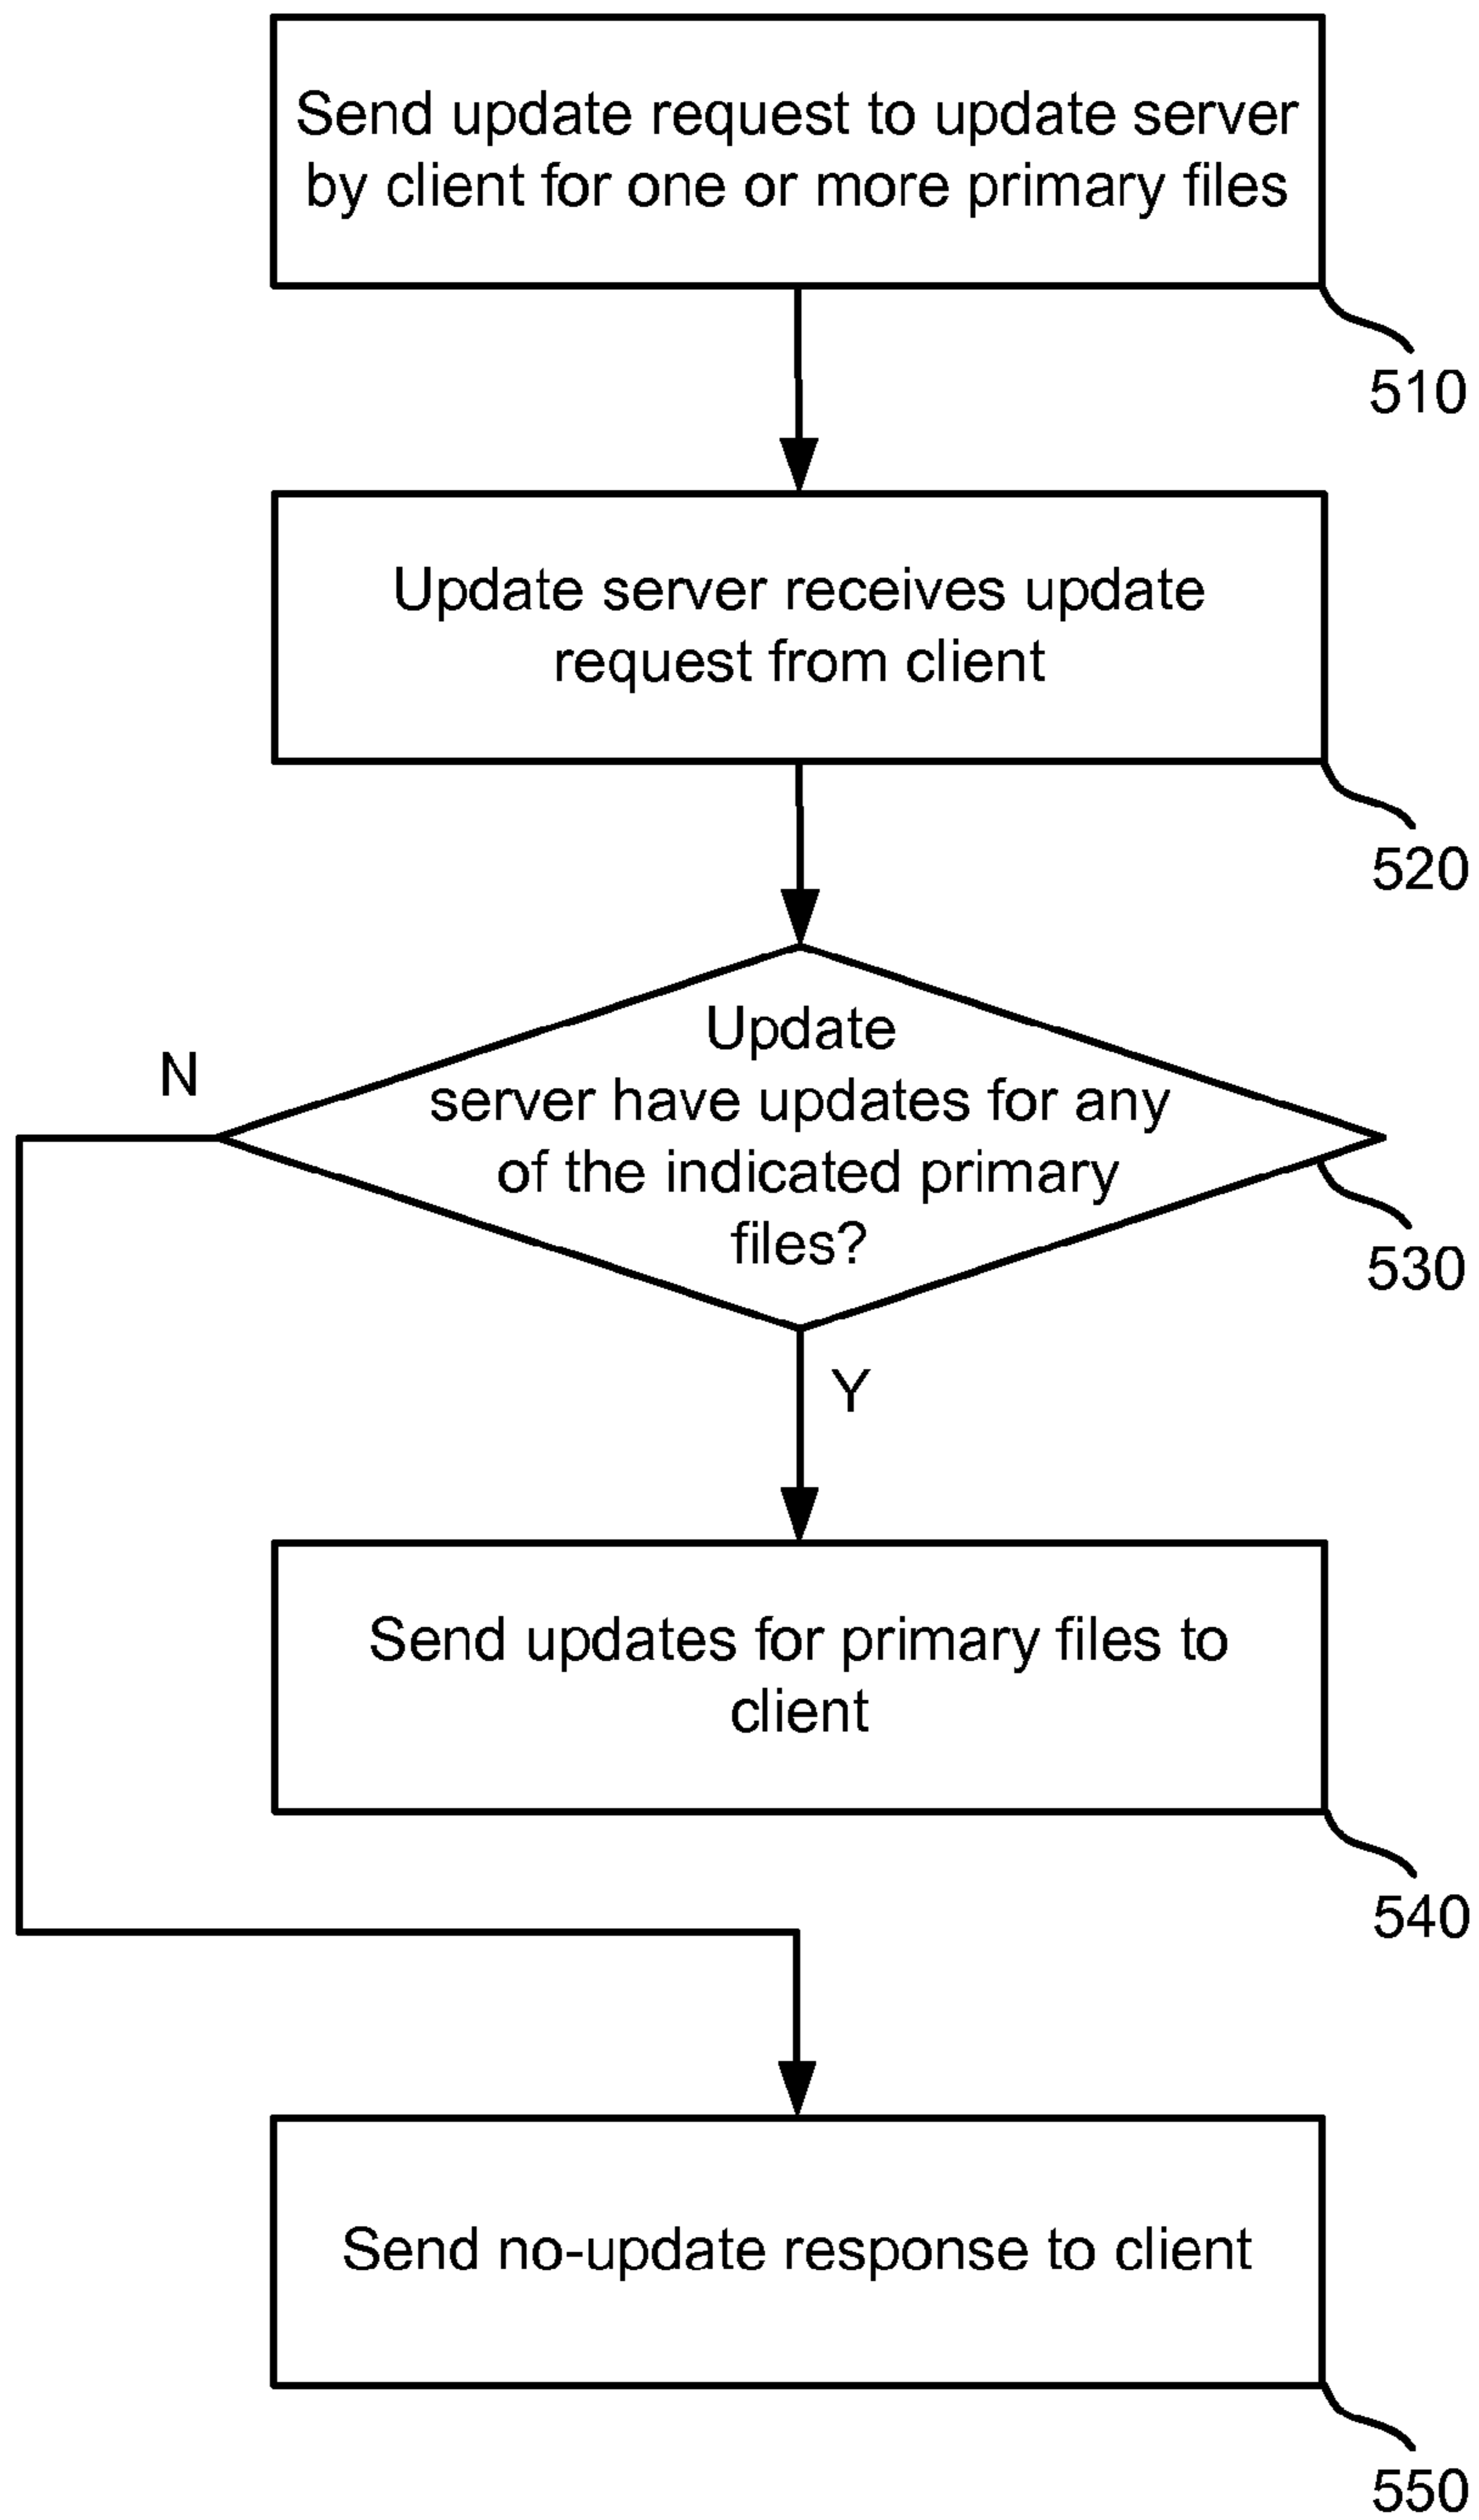 Send update request to update server
by client for one or more primary files
510
Update server receives update
request from client
520
Update
server have updates for any
of the indicated primary
files?
N
530
Y
Send updates for primary files to
client
540
Send no-update response to client
550